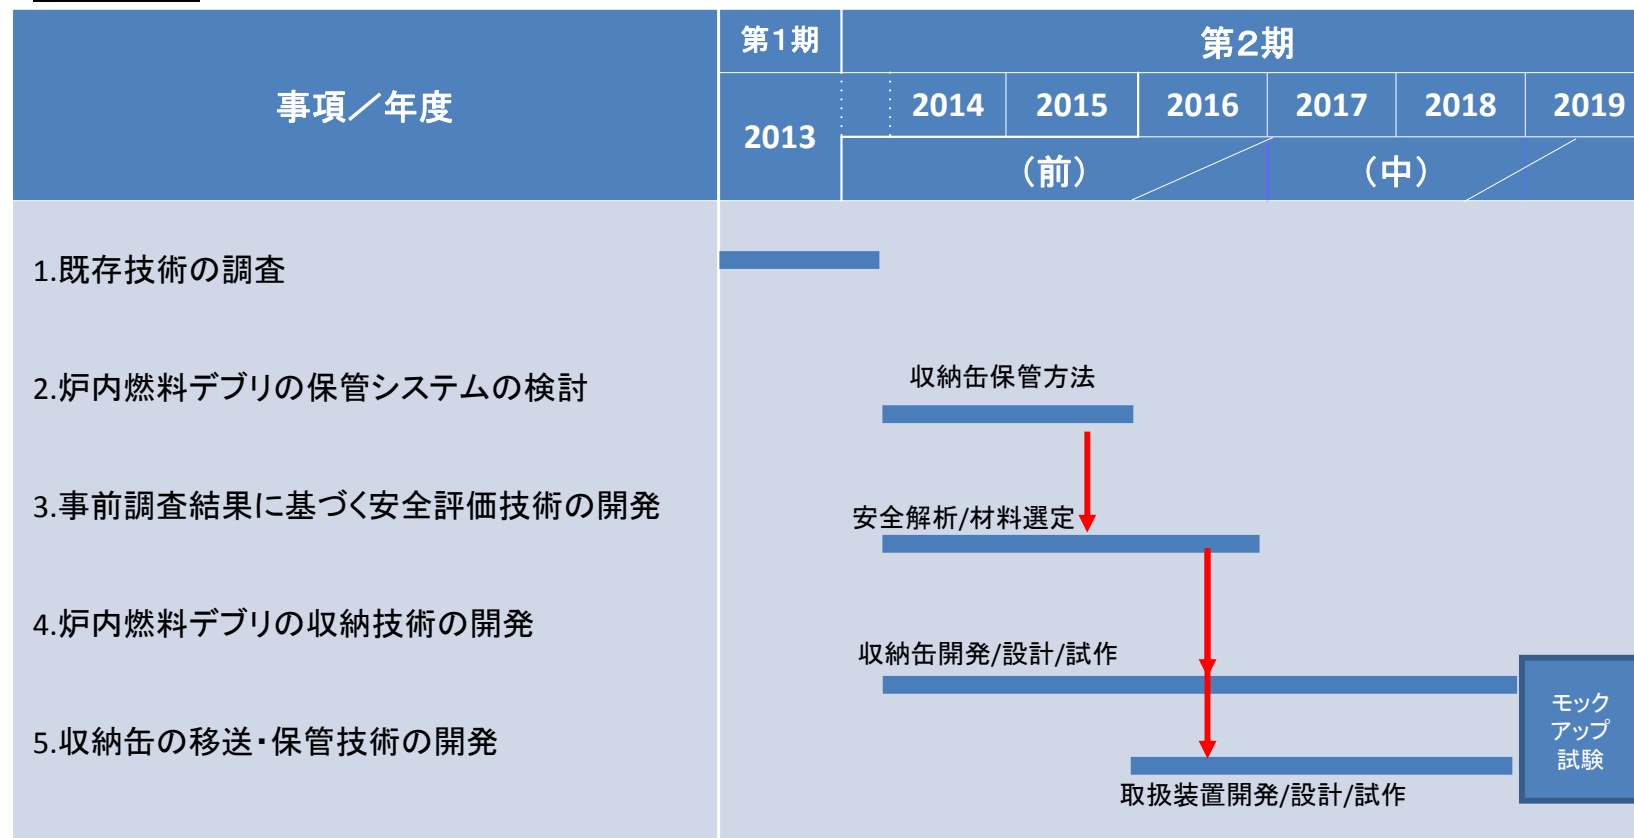 事項／年度
第1期
第2期
2013
2014
2015
2016
2017
2018
2019
（前）
（中）
1.既存技術の調査
2.炉内燃料デブリの保管システムの検討
収納缶保管方法
3.事前調査結果に基づく安全評価技術の開発
安全解析/材料選定
4.炉内燃料デブリの収納技術の開発
収納缶開発/設計/試作
5.収納缶の移送・保管技術の開発
取扱装置開発/設計/試作
モック
アップ
試験